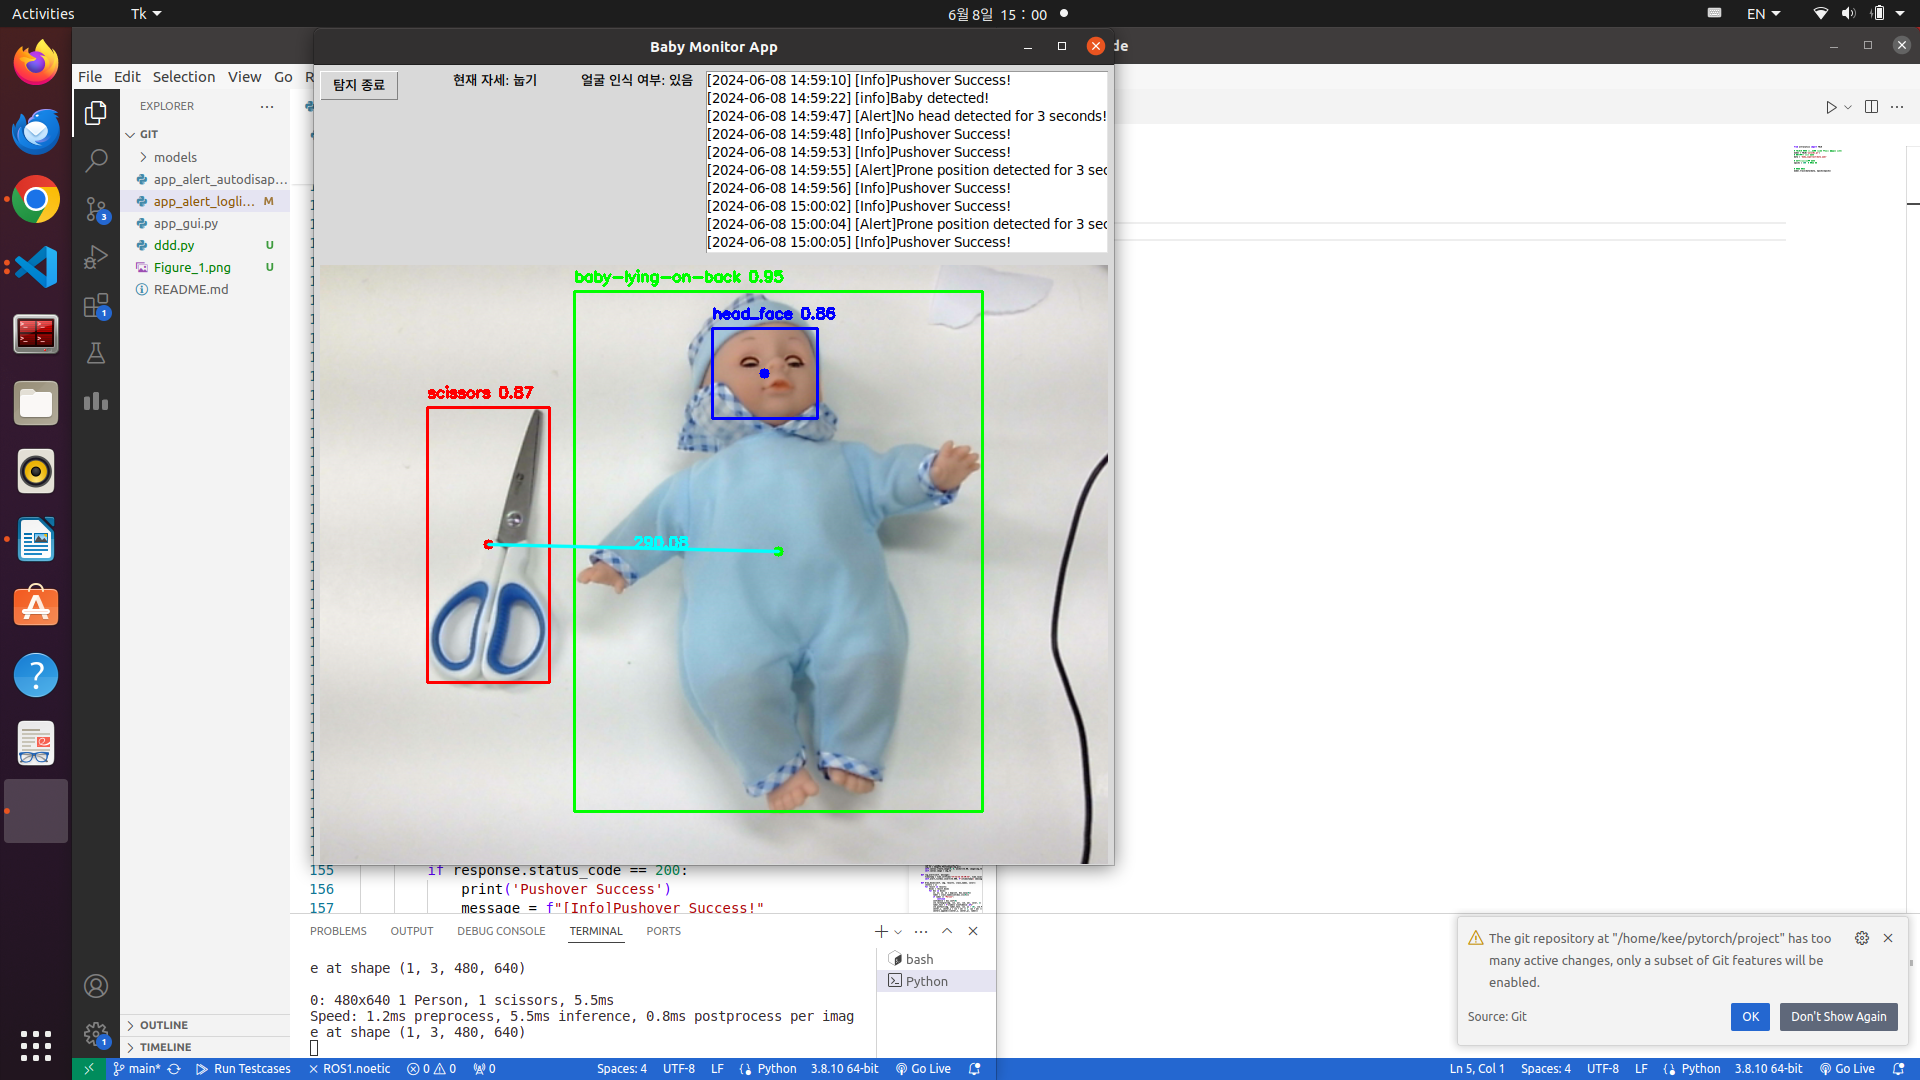 Activities
Tk
6월 8일 15 : 00
EN
Baby Monitor App
de
File Edit Selection View Go R
탐지 종료
현재 자세: 눕기
얼굴 인식 여부: 있음
[2024-06-08 14:59:10] [Info]Pushover Success!
[2024-06-08 14:59:22] [info]Baby detected!
[2024-06-08 14:59:47] [Alert]No head detected for 3 seconds!
[2024-06-08 14:59:48] [Info]Pushover Success!
[2024-06-08 14:59:53] [Info]Pushover Success!
[2024-06-08 14:59:55] [Alert]Prone position detected for 3 sec
[2024-06-08 14:59:56] [Info]Pushover Success!
[2024-06-08 15:00:02] [Info]Pushover Success!
[2024-06-08 15:00:04] [Alert]Prone position detected for 3 sec
[2024-06-08 15:00:05] [Info]Pushover Success!
EXPLORER
GIT
models
app_alert_autodisap...
app_alert_logli... M
app_gui.py
ddd.py U
Figure_1.png U
README.md
3
1
baby-lying-on-back 0.95
head_face 0.86
scissors 0.87
290.08
155 if response.status_code == 200:
156 print('Pushover Success')
157 message = f"[Info]Pushover Success!"
PROBLEMS OUTPUT DEBUG CONSOLE TERMINAL PORTS
e at shape (1, 3, 480, 640)
0: 480x640 1 Person, 1 scissors, 5.5ms
Speed: 1.2ms preprocess, 5.5ms inference, 0.8ms postprocess per imag
e at shape (1, 3, 480, 640)
bash
Python
OUTLINE
TIMELINE
1
The git repository at "/home/kee/pytorch/project" has too
many active changes, only a subset of Git features will be
enabled.
Source: Git
OK
Don't Show Again
main* Run Testcases ROS1.noetic 0 0 0 Spaces: 4 UTF-8 LF Python 3.8.10 64-bit Go Live
Ln 5, Col 1 Spaces: 4 UTF-8 LF Python 3.8.10 64-bit Go Live